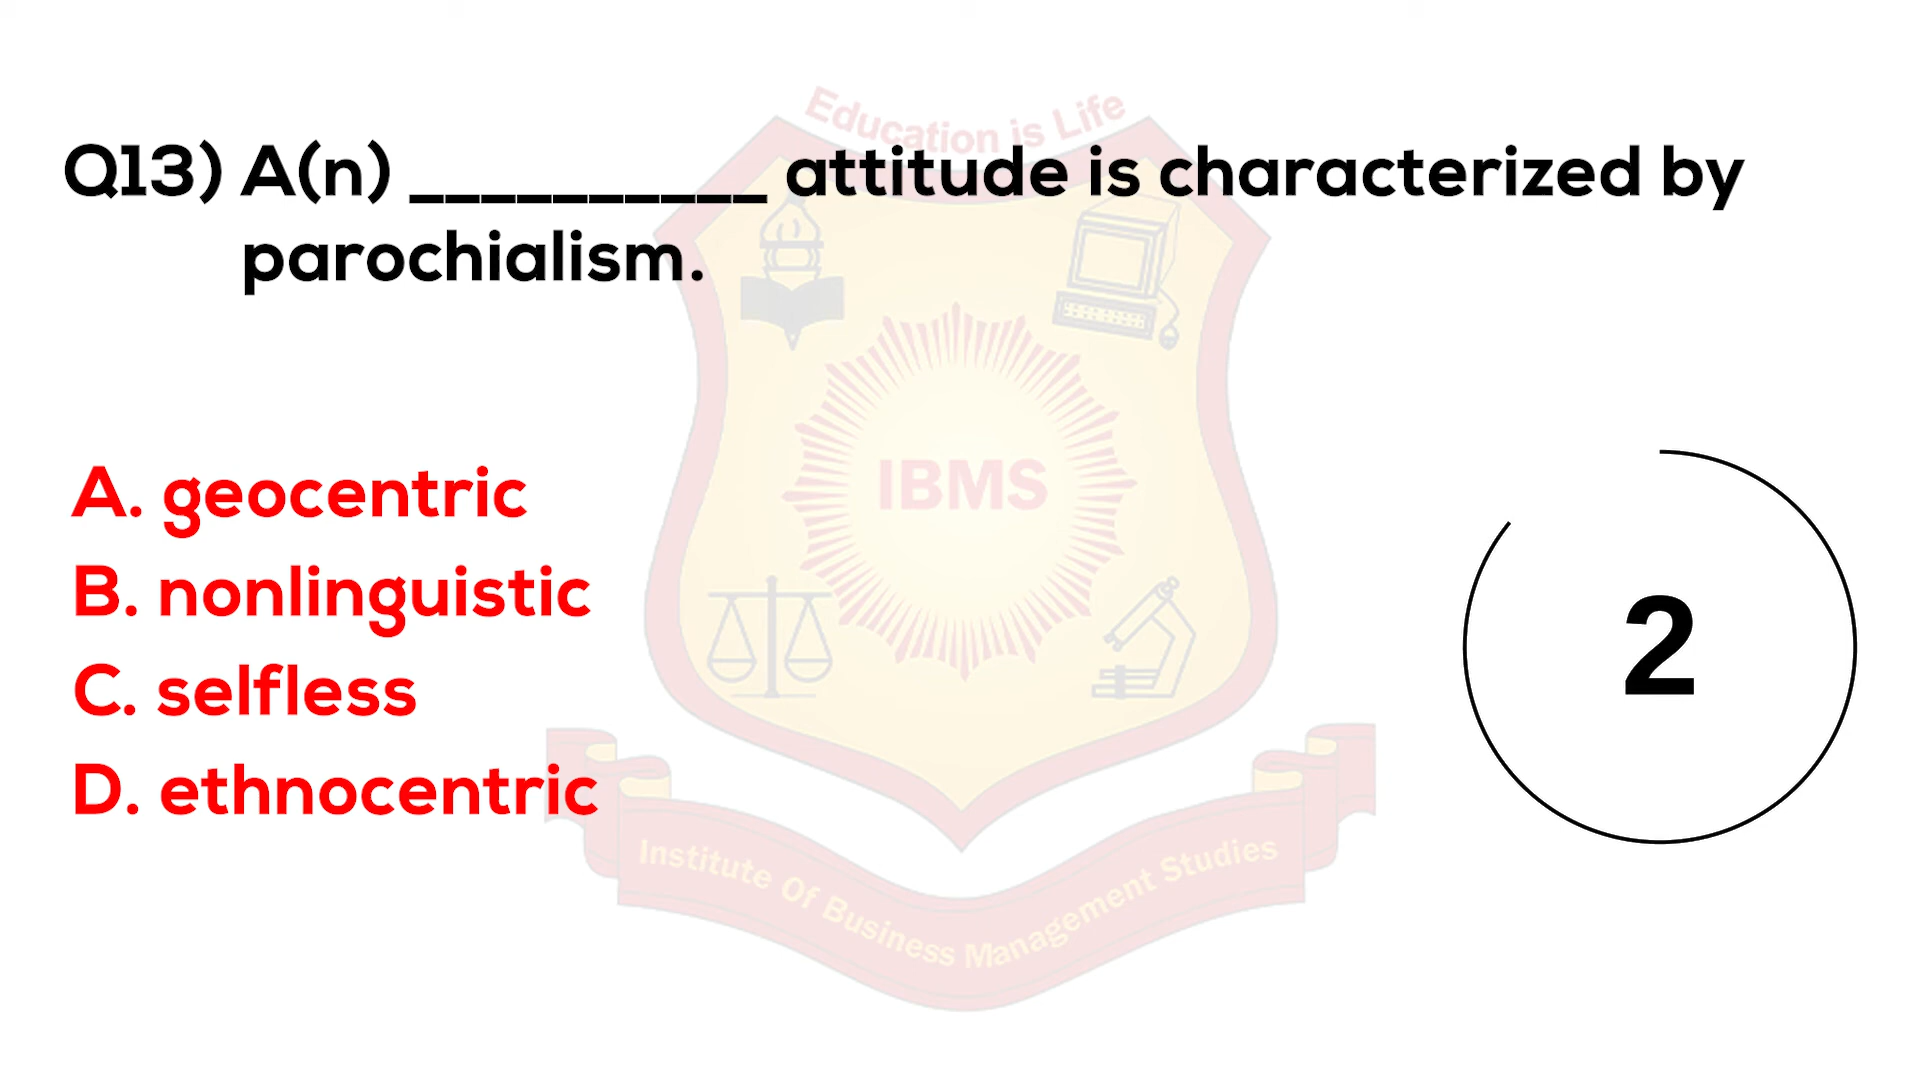 Education is Life
Q13) A(n) __________ attitude is characterized by
parochialism.
IBMS
A. geocentric
B. nonlinguistic
C. selfless
D. ethnocentric
2
Institute Of Business Management Studies